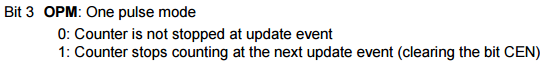 Bit 3 OPM: One pulse mode
0: Counter is not stopped at update event
1: Counter stops counting at the next update event (clearing the bit CEN)